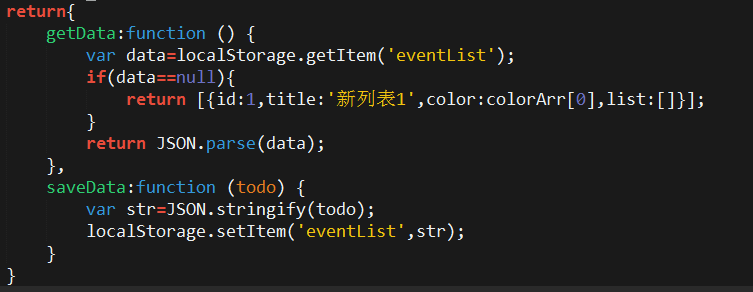 return{
    getData:function () {
        var data=localStorage.getItem('eventList');
        if(data==null){
            return [{id:1,title:'新列表1',color:colorArr[0],list:[]}];
        }
        return JSON.parse(data);
    },
    saveData:function (todo) {
        var str=JSON.stringify(todo);
        localStorage.setItem('eventList',str);
    }
}